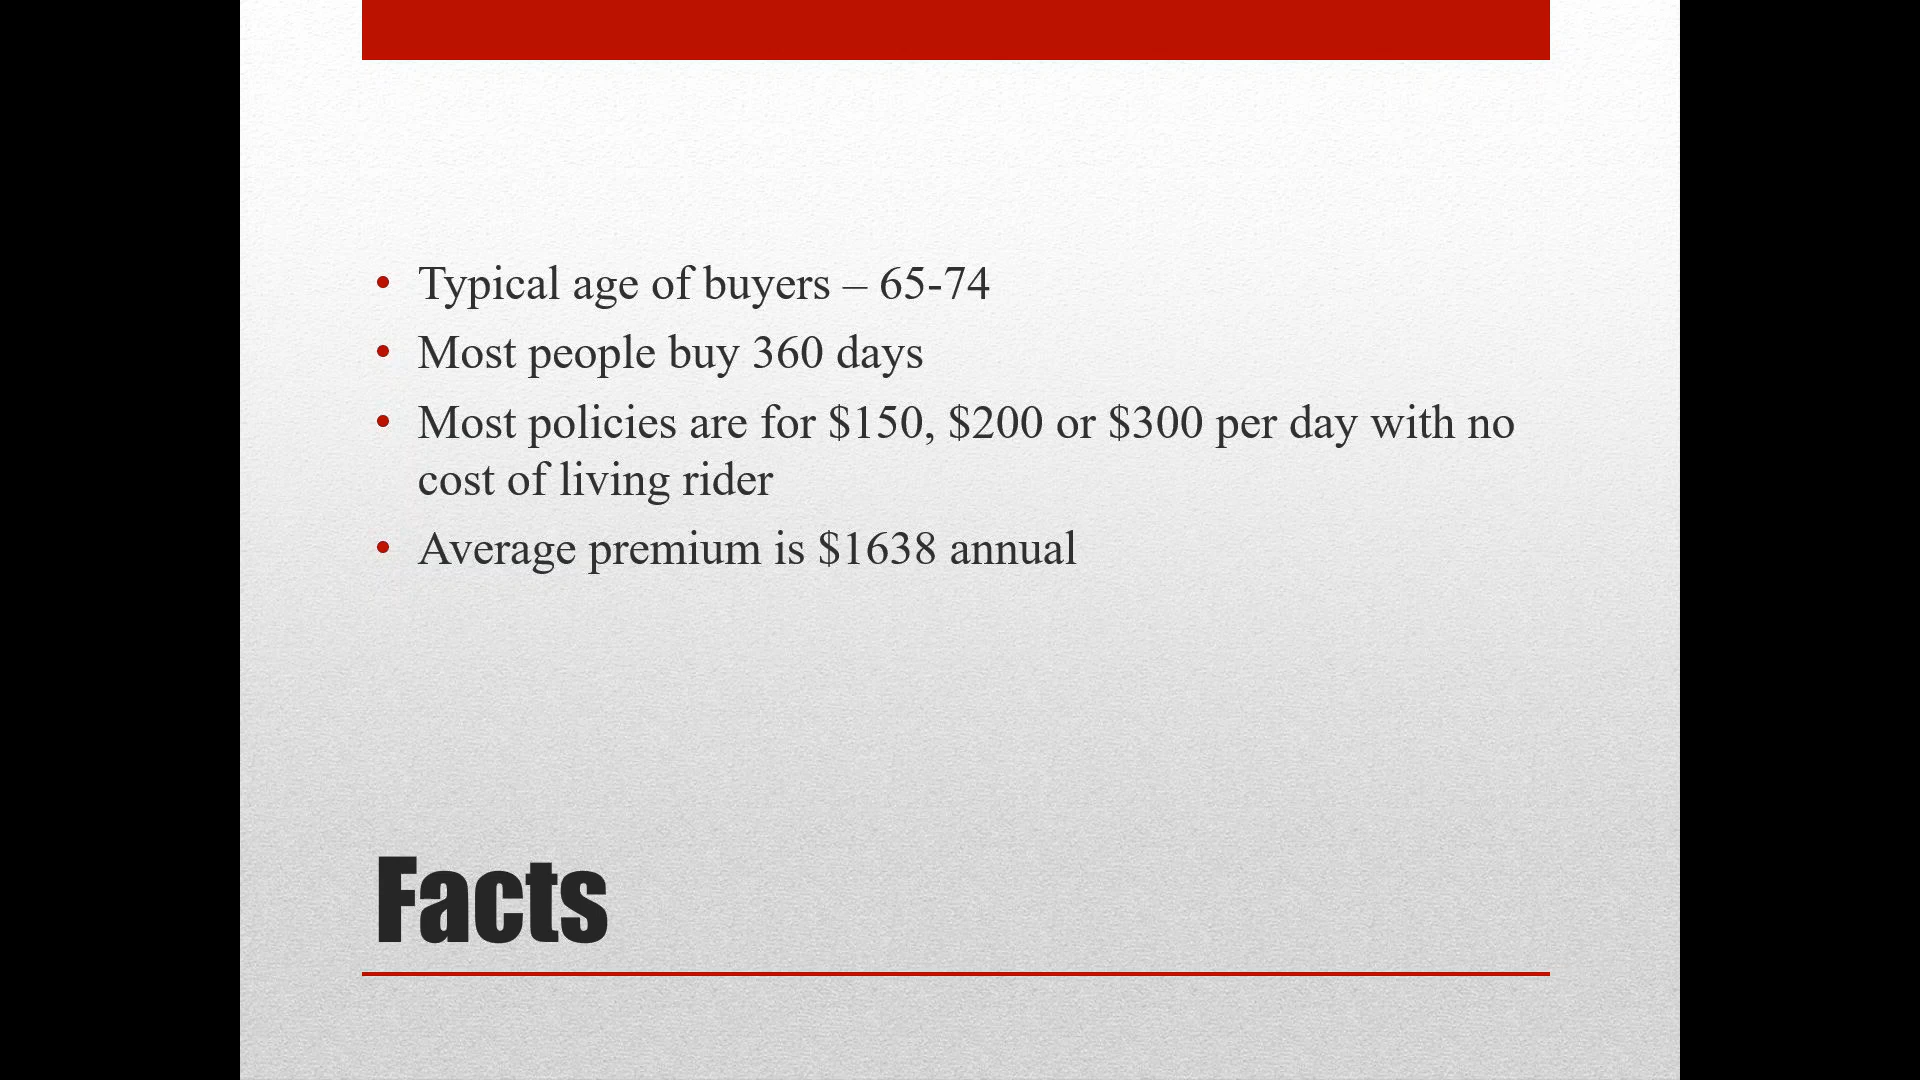 • Typical age of buyers – 65-74
• Most people buy 360 days
• Most policies are for $150, $200 or $300 per day with no
cost of living rider
• Average premium is $1638 annual
Facts